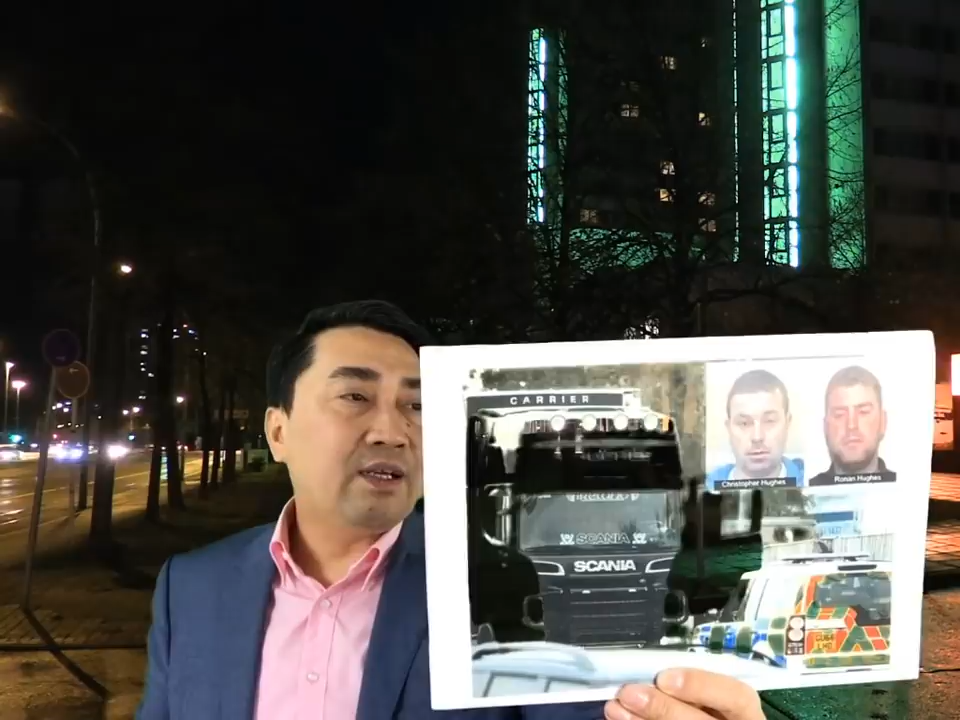 CARRIER
SCANIA
SCANIA
Christopher Hughes
Ronan Hughes